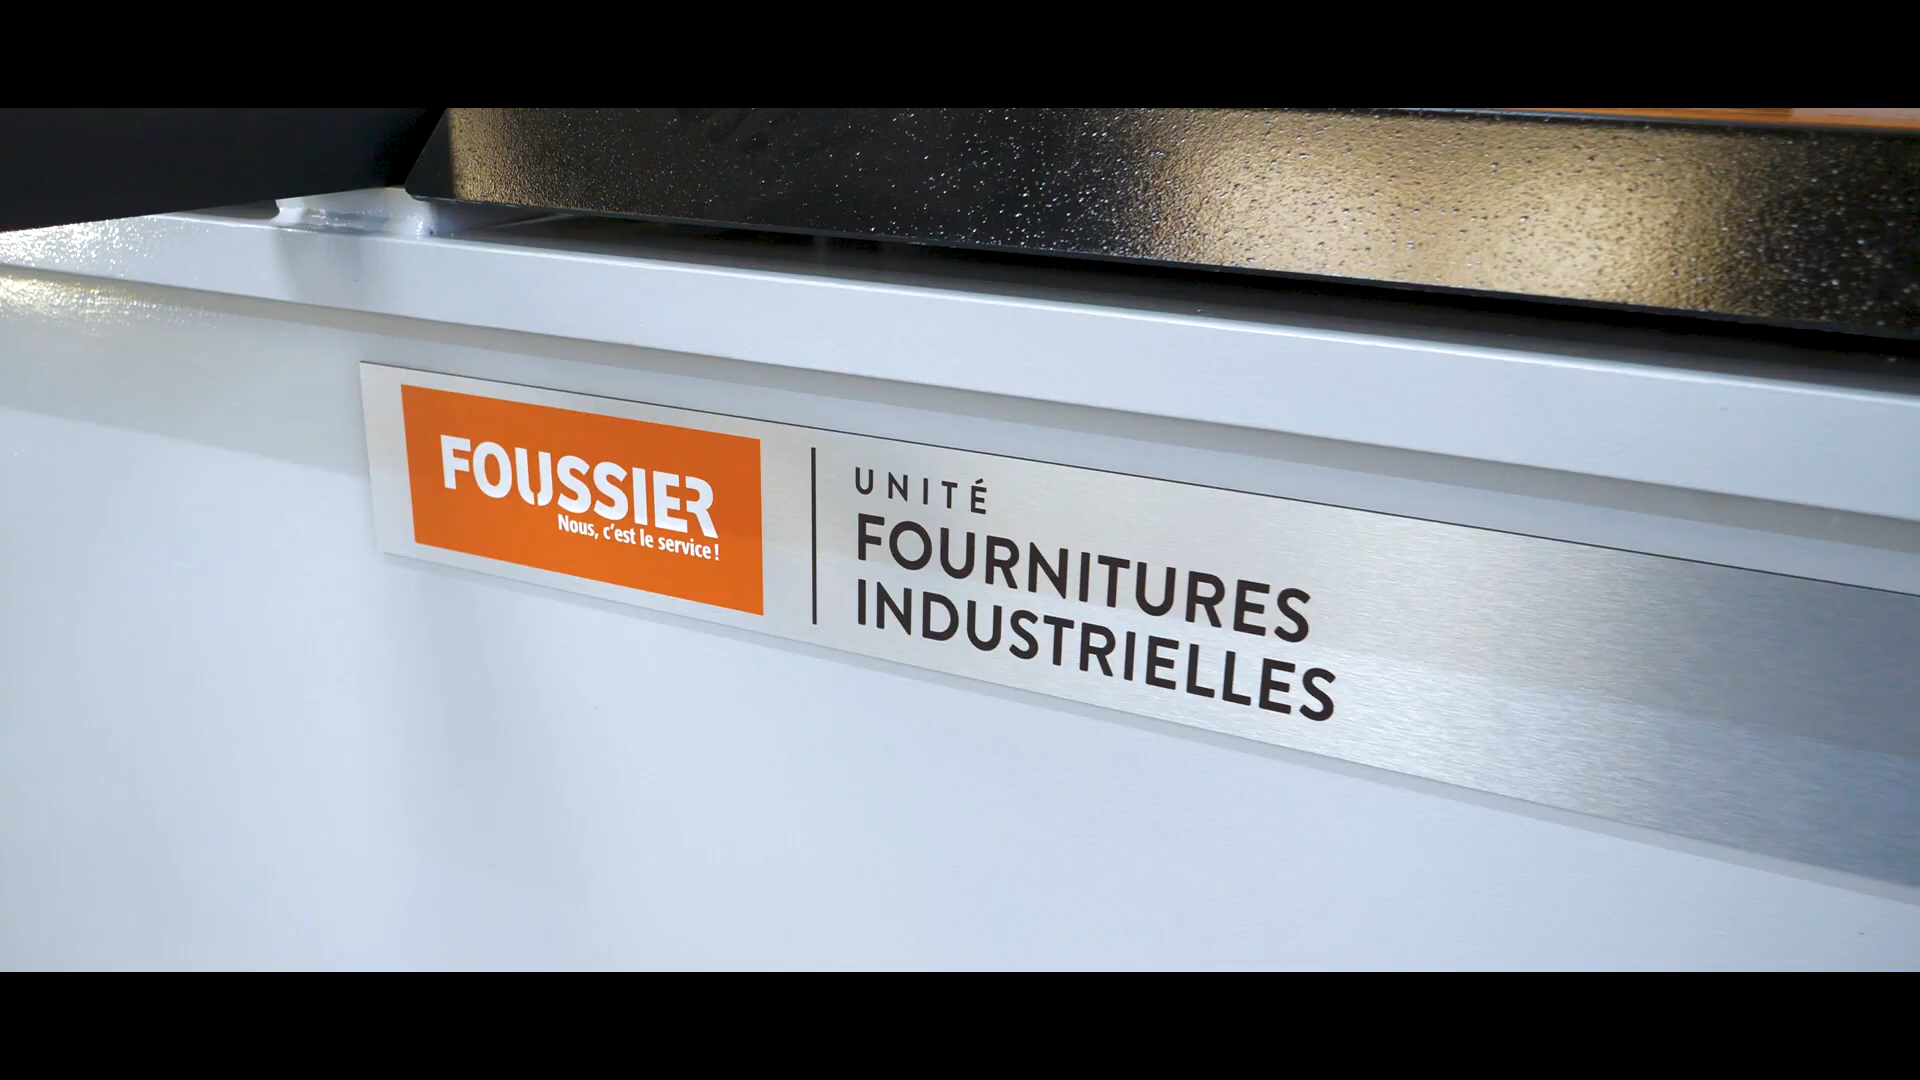 FOUSSIER
Nous, c'est le service !
UNITÉ
FOURNITURES
INDUSTRIELLES